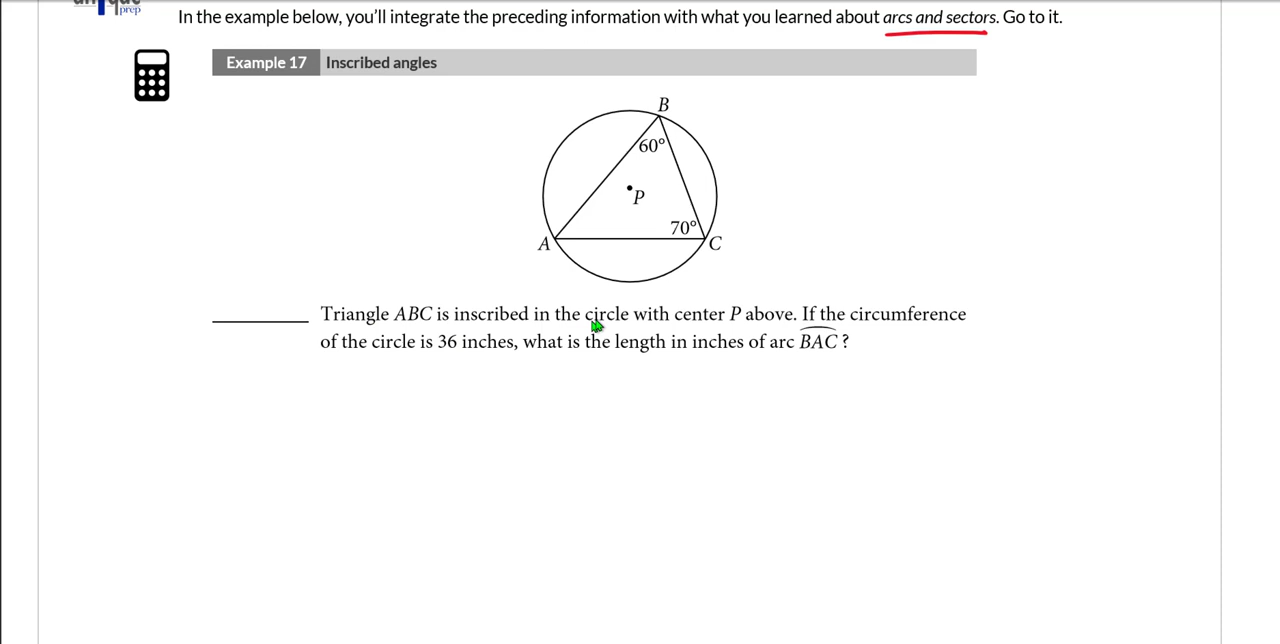 prep
In the example below, you’ll integrate the preceding information with what you learned about arcs and sectors. Go to it.
Example 17 Inscribed angles
B
60°
P
70°
A
C
Triangle ABC is inscribed in the circle with center P above. If the circumference
of the circle is 36 inches, what is the length in inches of arc BAC ?